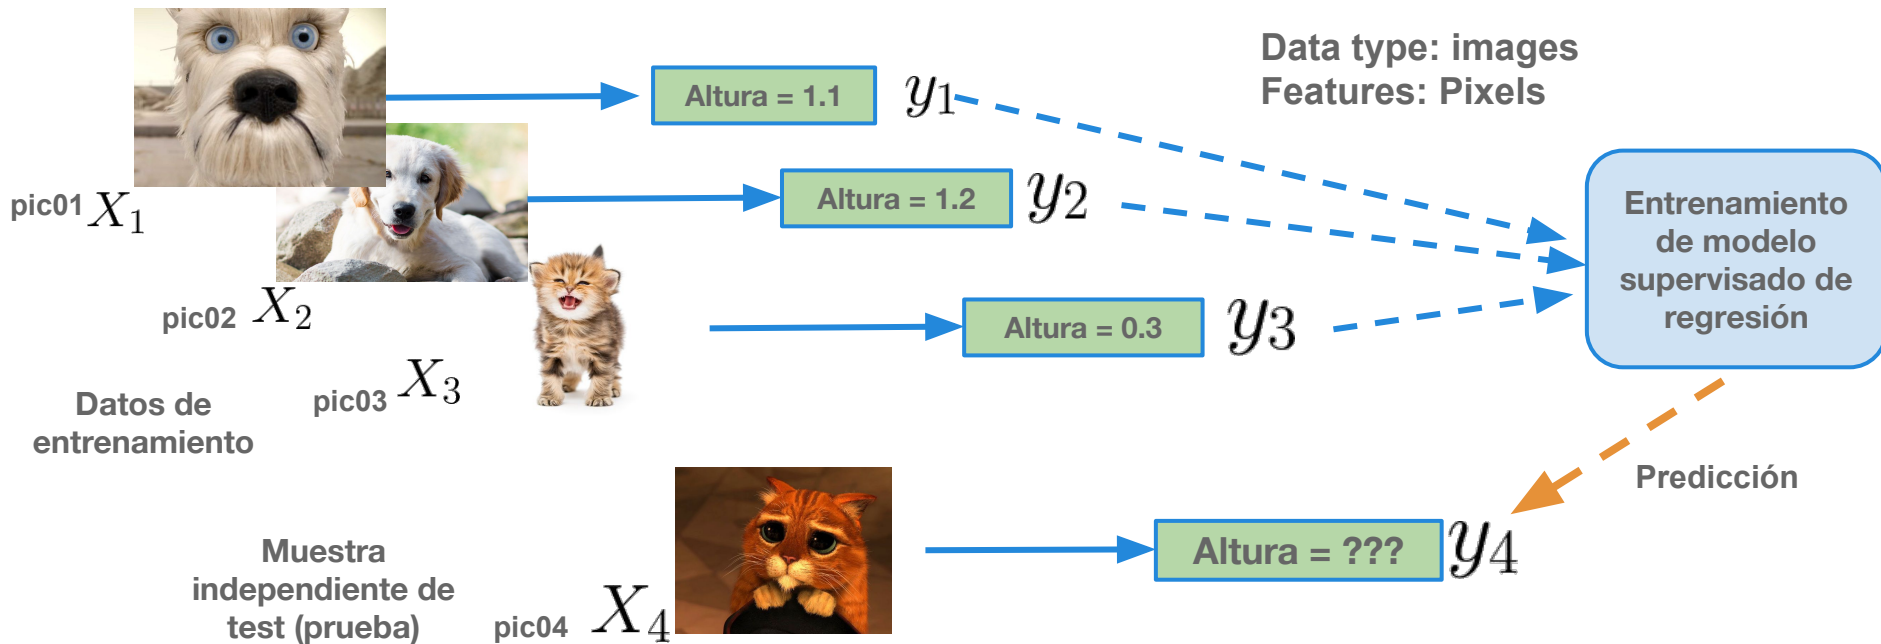 Data type: images
Features: Pixels
Altura = 1.1
y1
pic01 X1
Altura = 1.2
y2
pic02 X2
Altura = 0.3
y3
pic03 X3
Entrenamiento
de modelo
supervisado de
regresión
Datos de
entrenamiento
Predicción
Muestra
independiente de
test (prueba)
pic04 X4
Altura = ???
y4